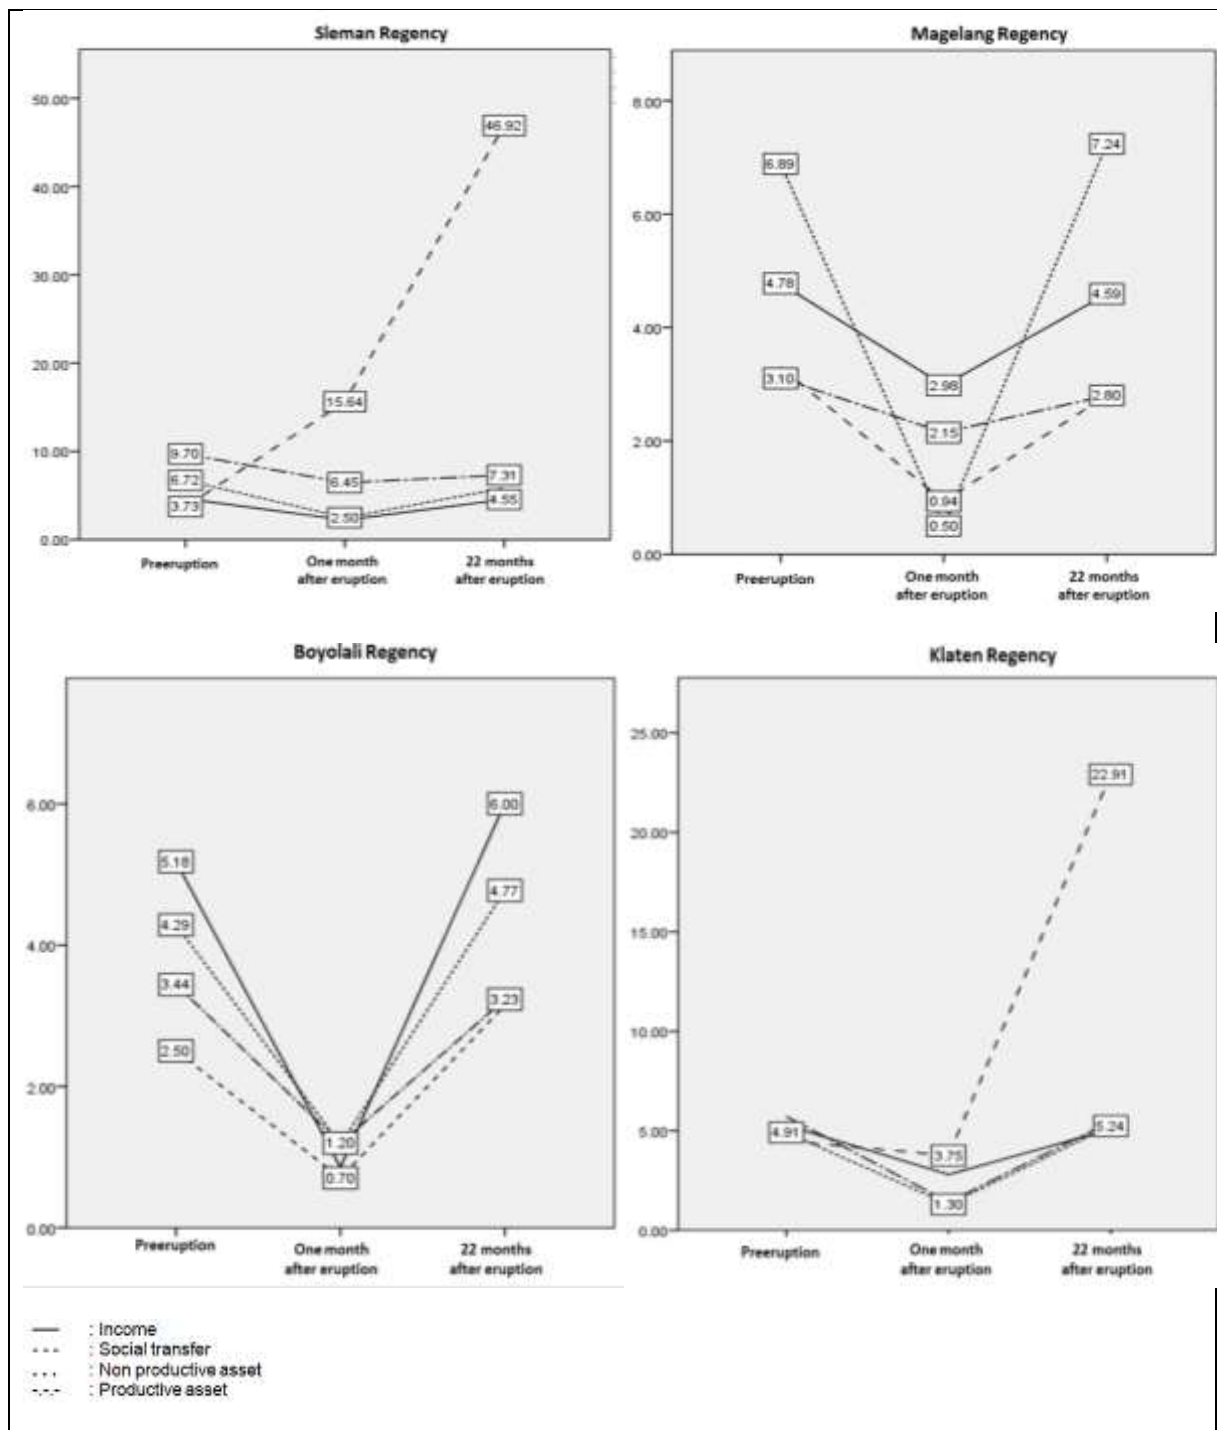 Sleman Regency
50.00
40.00
30.00
20.00
10.00
0.00
46.92
15.64
9.70
6.72
3.73
6.45
2.50
7.31
4.55
Preeruption
One month
after eruption
22 months
after eruption
Magelang Regency
8.00
6.00
4.00
2.00
0.00
6.89
4.78
3.10
2.98
2.15
0.94
0.50
7.24
4.59
2.80
Preeruption
One month
after eruption
22 months
after eruption
Boyolali Regency
6.00
4.00
2.00
0.00
5.18
4.29
3.44
2.50
1.20
0.70
6.00
4.77
3.23
Preeruption
One month
after eruption
22 months
after eruption
Klaten Regency
25.00
20.00
15.00
10.00
5.00
0.00
4.91
3.75
1.30
22.91
5.24
Preeruption
One month
after eruption
22 months
after eruption
: Income
: Social transfer
: Non productive asset
: Productive asset